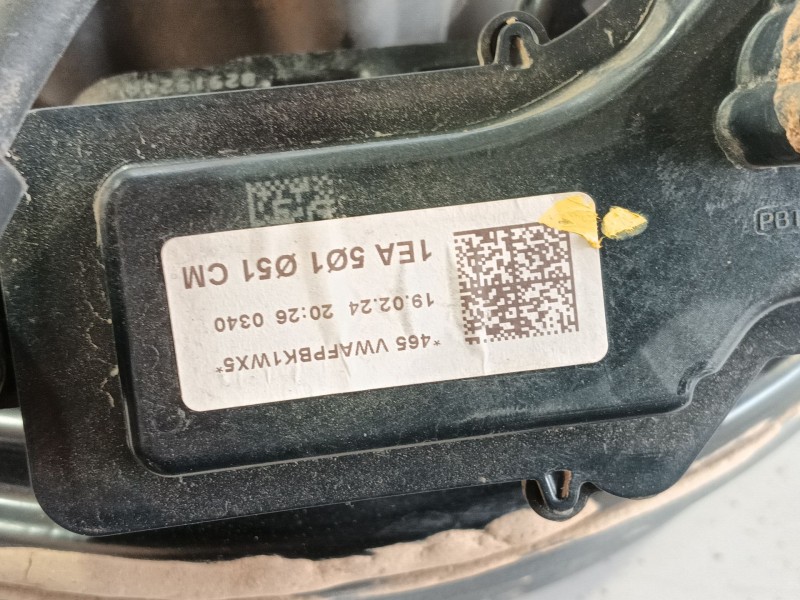 *465 VWAFPBK1WX5*
19.02.24 20:26 0340
1EA 5Ø1 Ø51 CM